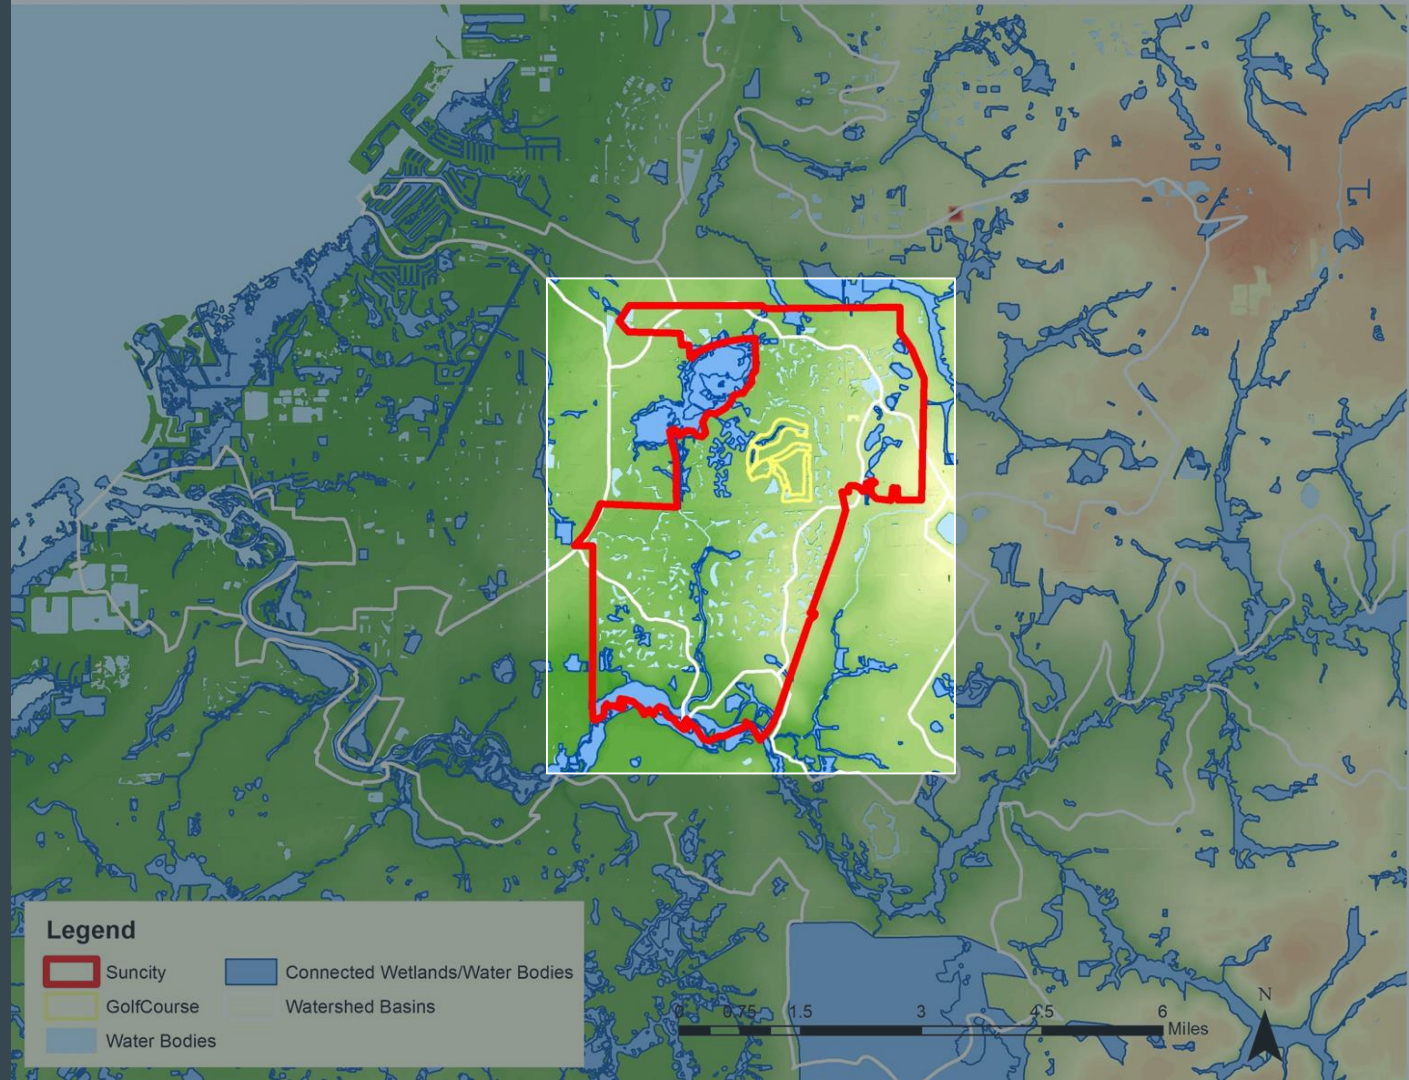 Legend
Suncity
Connected Wetlands/Water Bodies
GolfCourse
Watershed Basins
Water Bodies
0 0.75 1.5 3 4.5 6
Miles
N